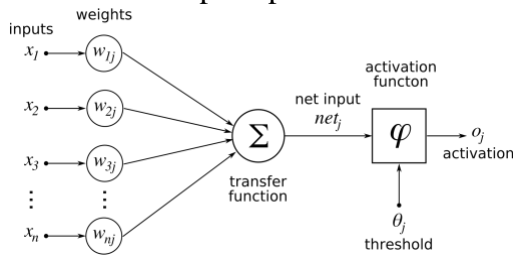 weights
inputs
x₁
w₁ⱼ
x₂
w₂ⱼ
x₃
w₃ⱼ
xₙ
wₙⱼ
Σ
transfer
function
net input
netⱼ
activation
functon
φ
oⱼ
activation
θⱼ
threshold